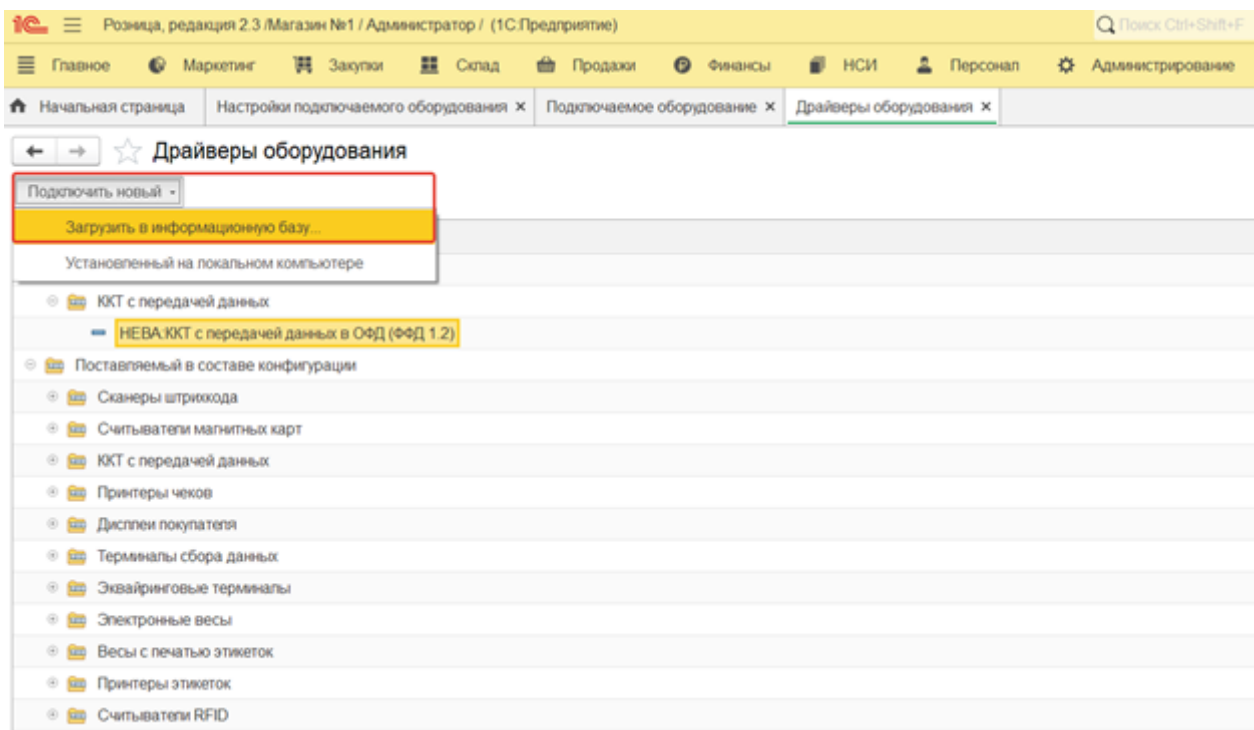 1С Розница, редакция 2.3 /Магазин №1 / Администратор / (1С:Предприятие) Поиск Ctrl+Shift+F
Главное Маркетинг Закупки Склад Продажи Финансы НСИ Персонал Администрирование
Начальная страница Настройки подключаемого оборудования × Подключаемое оборудование × Драйверы оборудования ×
Драйверы оборудования
Подключить новый
Загрузить в информационную базу...
Установленный на локальном компьютере
ККТ с передачей данных
НЕВА:ККТ с передачей данных в ОФД (ФФД 1.2)
Поставляемый в составе конфигурации
Сканеры штрихкода
Считыватели магнитных карт
ККТ с передачей данных
Принтеры чеков
Дисплеи покупателя
Терминалы сбора данных
Эквайринговые терминалы
Электронные весы
Весы с печатью этикеток
Принтеры этикеток
Считыватели RFID